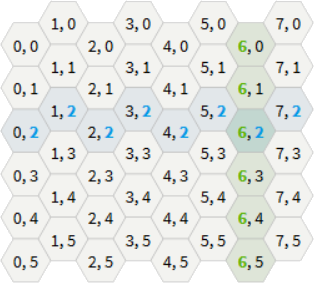 1, 0 3, 0 5, 0 7, 0
0, 0 2, 0 4, 0 6, 0
1, 1 3, 1 5, 1 7, 1
0, 1 2, 1 4, 1 6, 1
1, 2 3, 2 5, 2 7, 2
0, 2 2, 2 4, 2 6, 2
1, 3 3, 3 5, 3 7, 3
0, 3 2, 3 4, 3 6, 3
1, 4 3, 4 5, 4 7, 4
0, 4 2, 4 4, 4 6, 4
1, 5 3, 5 5, 5 7, 5
0, 5 2, 5 4, 5 6, 5